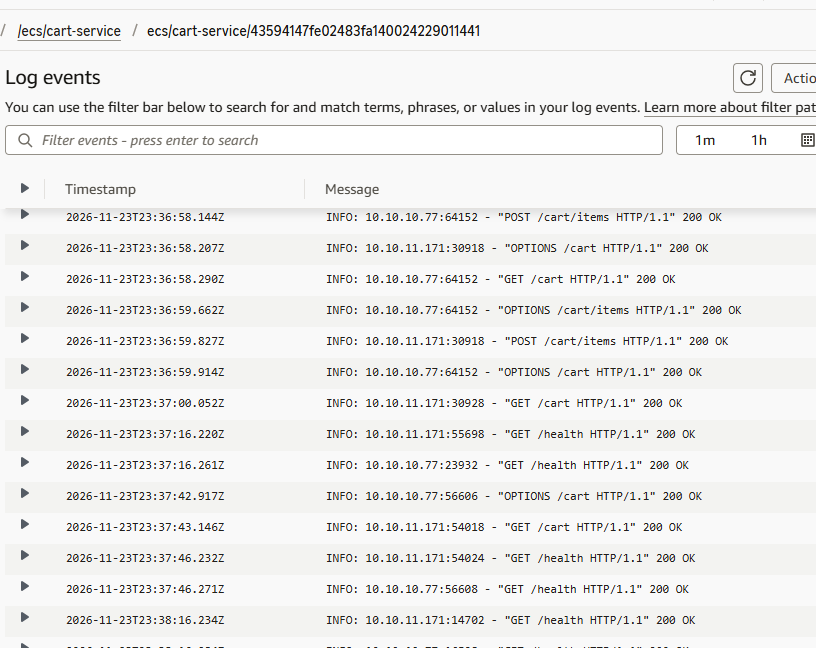 / /ecs/cart-service / ecs/cart-service/43594147fe02483fa140024229011441
Log events
Actio
You can use the filter bar below to search for and match terms, phrases, or values in your log events. Learn more about filter pat
Filter events - press enter to search
1m 1h
Timestamp Message
2026-11-23T23:36:58.144Z INFO: 10.10.10.77:64152 - "POST /cart/items HTTP/1.1" 200 OK
2026-11-23T23:36:58.207Z INFO: 10.10.11.171:30918 - "OPTIONS /cart HTTP/1.1" 200 OK
2026-11-23T23:36:58.290Z INFO: 10.10.10.77:64152 - "GET /cart HTTP/1.1" 200 OK
2026-11-23T23:36:59.662Z INFO: 10.10.10.77:64152 - "OPTIONS /cart/items HTTP/1.1" 200 OK
2026-11-23T23:36:59.827Z INFO: 10.10.11.171:30918 - "POST /cart/items HTTP/1.1" 200 OK
2026-11-23T23:36:59.914Z INFO: 10.10.10.77:64152 - "OPTIONS /cart HTTP/1.1" 200 OK
2026-11-23T23:37:00.052Z INFO: 10.10.11.171:30928 - "GET /cart HTTP/1.1" 200 OK
2026-11-23T23:37:16.220Z INFO: 10.10.11.171:55698 - "GET /health HTTP/1.1" 200 OK
2026-11-23T23:37:16.261Z INFO: 10.10.10.77:23932 - "GET /health HTTP/1.1" 200 OK
2026-11-23T23:37:42.917Z INFO: 10.10.10.77:56606 - "OPTIONS /cart HTTP/1.1" 200 OK
2026-11-23T23:37:43.146Z INFO: 10.10.11.171:54018 - "GET /cart HTTP/1.1" 200 OK
2026-11-23T23:37:46.232Z INFO: 10.10.11.171:54024 - "GET /health HTTP/1.1" 200 OK
2026-11-23T23:37:46.271Z INFO: 10.10.10.77:56608 - "GET /health HTTP/1.1" 200 OK
2026-11-23T23:38:16.234Z INFO: 10.10.11.171:14702 - "GET /health HTTP/1.1" 200 OK